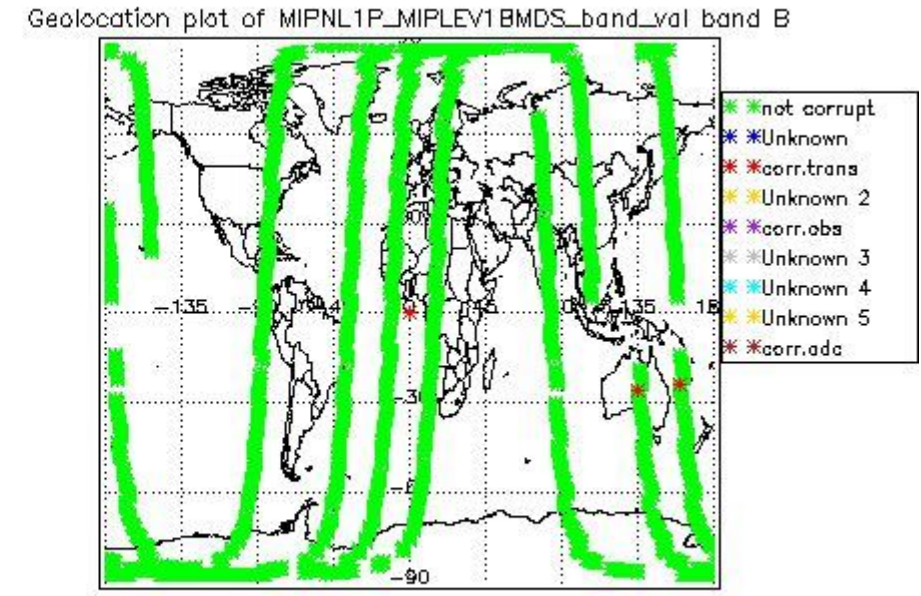 Geolocation plot of MIPNL1P_MIPLEV1BMDS_band_val band B
not corrupt
Unknown
corr.trans
Unknown 2
corr.obs
Unknown 3
Unknown 4
Unknown 5
corr.adc
-135
135
-90